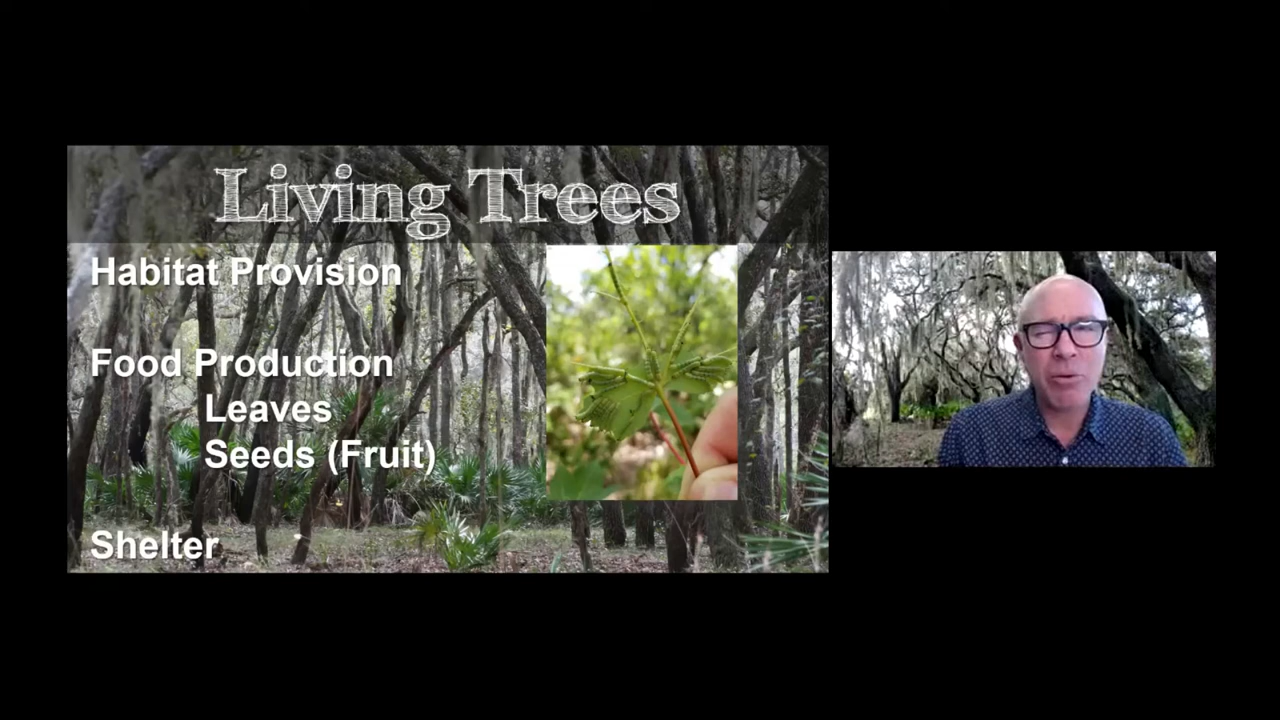 Living Trees
Habitat Provision
Food Production
Leaves
Seeds (Fruit)
Shelter